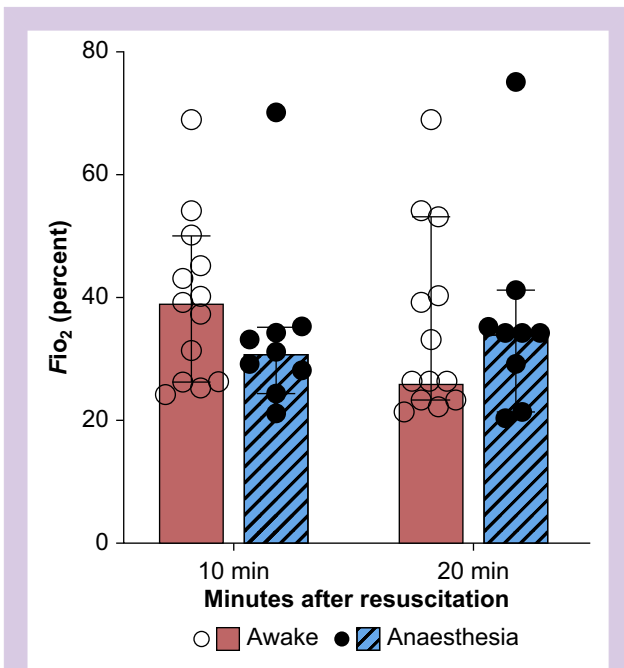 80
60
40
20
0
Fio₂ (percent)
10 min
20 min
Minutes after resuscitation
Awake
Anaesthesia